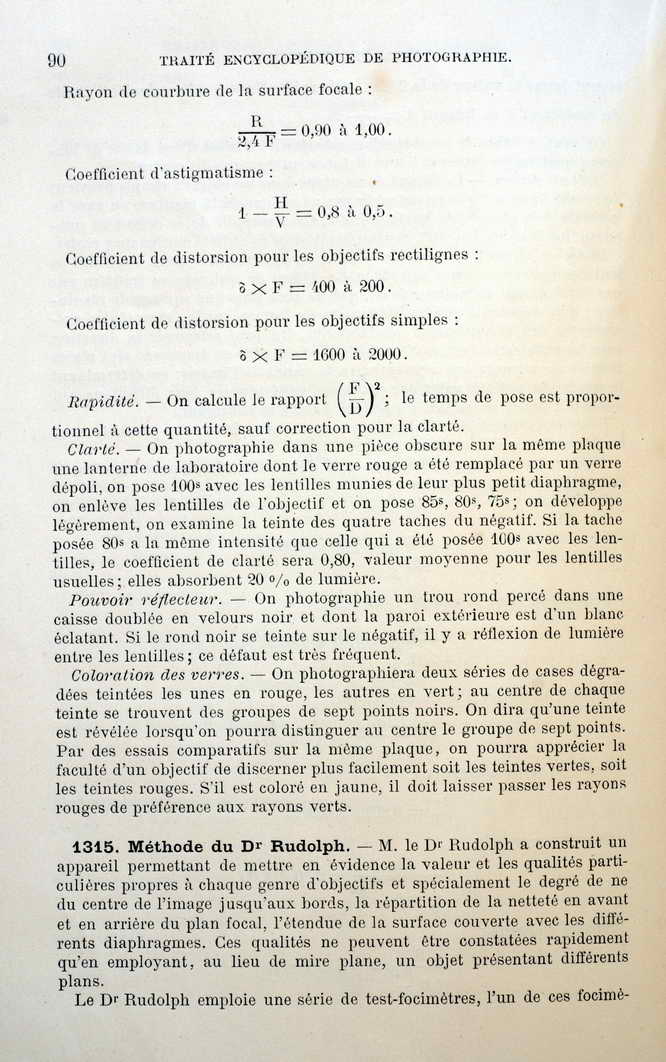 90 TRAITÉ ENCYCLOPÉDIQUE DE PHOTOGRAPHIE.
Rayon de courbure de la surface focale :
R / 2,4 F = 0,90 à 1,00.
Coefficient d'astigmatisme :
1 — H / V = 0,8 à 0,5.
Coefficient de distorsion pour les objectifs rectilignes :
δ × F = 400 à 200.
Coefficient de distorsion pour les objectifs simples :
δ × F = 1600 à 2000.
Rapidité. — On calcule le rapport (F / D)²; le temps de pose est propor-
tionnel à cette quantité, sauf correction pour la clarté.
Clarté. — On photographie dans une pièce obscure sur la même plaque
une lanterne de laboratoire dont le verre rouge a été remplacé par un verre
dépoli, on pose 100ˢ avec les lentilles munies de leur plus petit diaphragme,
on enlève les lentilles de l'objectif et on pose 85ˢ, 80ˢ, 75ˢ; on développe
légèrement, on examine la teinte des quatre taches du négatif. Si la tache
posée 80ˢ a la même intensité que celle qui a été posée 100ˢ avec les len-
tilles, le coefficient de clarté sera 0,80, valeur moyenne pour les lentilles
usuelles; elles absorbent 20 % de lumière.
Pouvoir réflecteur. — On photographie un trou rond percé dans une
caisse doublée en velours noir et dont la paroi extérieure est d'un blanc
éclatant. Si le rond noir se teinte sur le négatif, il y a réflexion de lumière
entre les lentilles; ce défaut est très fréquent.
Coloration des verres. — On photographiera deux séries de cases dégra-
dées teintées les unes en rouge, les autres en vert; au centre de chaque
teinte se trouvent des groupes de sept points noirs. On dira qu'une teinte
est révélée lorsqu'on pourra distinguer au centre le groupe de sept points.
Par des essais comparatifs sur la même plaque, on pourra apprécier la
faculté d'un objectif de discerner plus facilement soit les teintes vertes, soit
les teintes rouges. S'il est coloré en jaune, il doit laisser passer les rayons
rouges de préférence aux rayons verts.
1315. Méthode du Dʳ Rudolph. — M. le Dʳ Rudolph a construit un
appareil permettant de mettre en évidence la valeur et les qualités parti-
culières propres à chaque genre d'objectifs et spécialement le degré de ne
du centre de l'image jusqu'aux bords, la répartition de la netteté en avant
et en arrière du plan focal, l'étendue de la surface couverte avec les diffé-
rents diaphragmes. Ces qualités ne peuvent être constatées rapidement
qu'en employant, au lieu de mire plane, un objet présentant différents
plans.
Le Dʳ Rudolph emploie une série de test-focimètres, l'un de ces focimè-